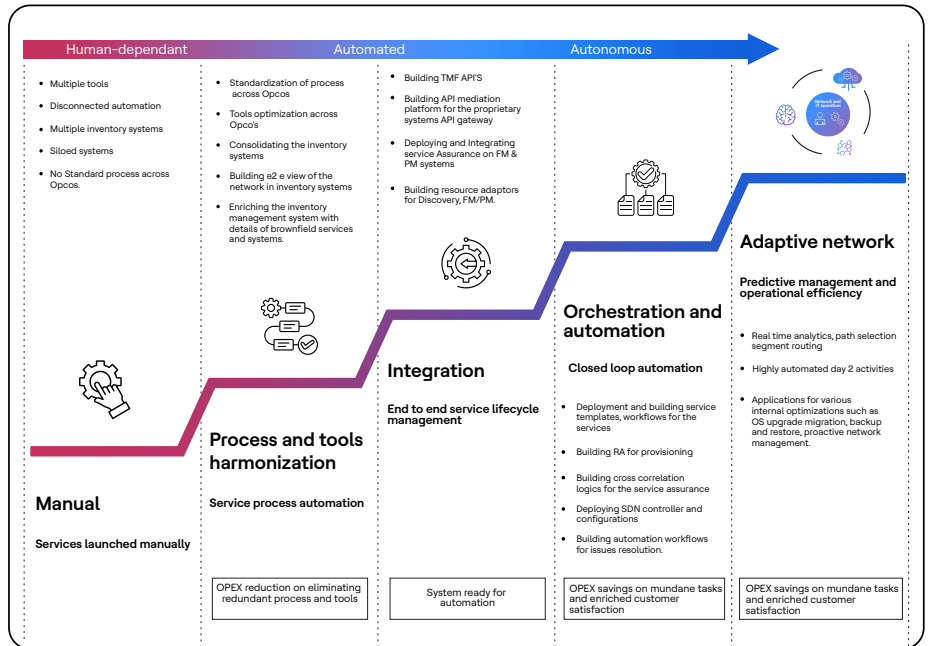 Human-dependant
Automated
Autonomous
Multiple tools
Disconnected automation
Multiple inventory systems
Siloed systems
No Standard process across
Opcos.
Manual
Services launched manually
Standardization of process
across Opcos
Tools optimization across
Opco's
Consolidating the inventory
systems
Building e2 e view of the
network in inventory systems
Enriching the inventory
management system with
details of brownfield services
and systems.
Process and tools
harmonization
Service process automation
OPEX reduction on eliminating
redundant process and tools
Building TMF API'S
Building API mediation
platform for the proprietary
systems API gateway
Deploying and Integrating
service Assurance on FM &
PM systems
Building resource adaptors
for Discovery, FM/PM.
Integration
End to end service lifecycle
management
System ready for
automation
Orchestration and
automation
Closed loop automation
Deployment and building service
templates, workflows for the
services
Building RA for provisioning
Building cross correlation
logics for the service assurance
Deploying SDN controller and
configurations
Building automation workflows
for issues resolution.
OPEX savings on mundane tasks
and enriched customer
satisfaction
Network and
IT operation
Adaptive network
Predictive management and
operational efficiency
Real time analytics, path selection
segment routing
Highly automated day 2 activities
Applications for various
internal optimizations such as
OS upgrade migration, backup
and restore, proactive network
management.
OPEX savings on mundane tasks
and enriched customer
satisfaction